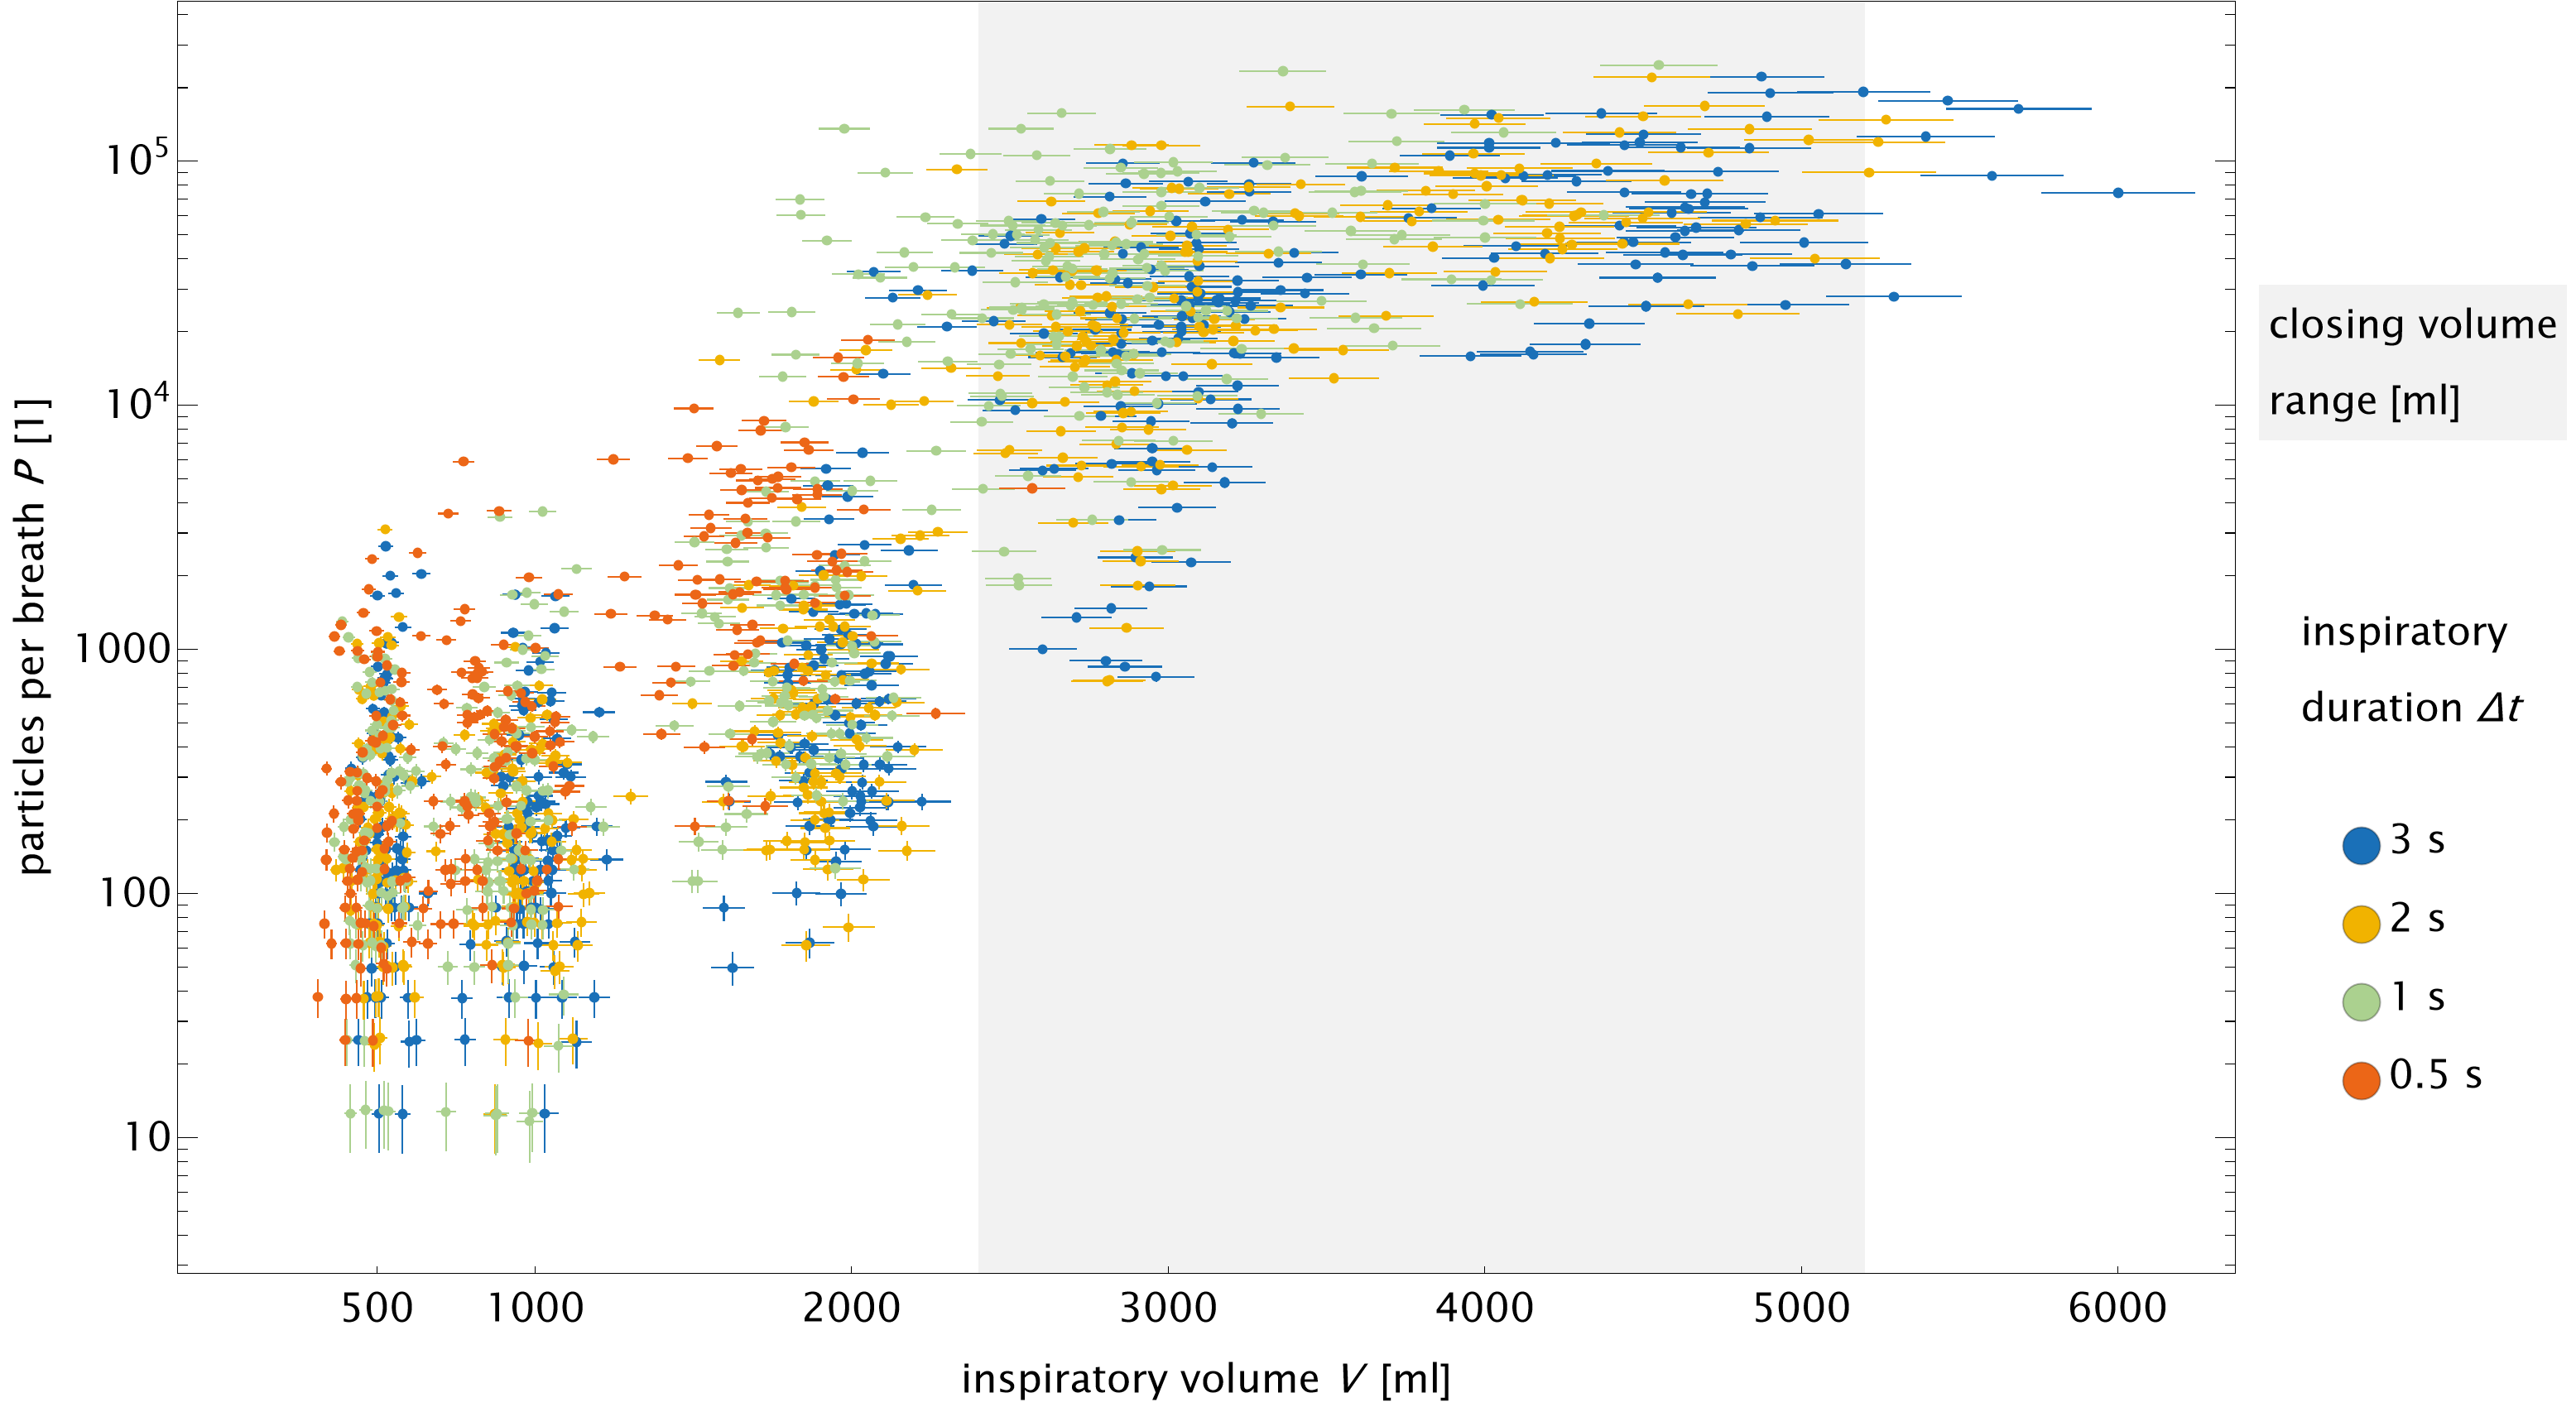 particles per breath P [1]
10⁵
10⁴
1000
100
10
500 1000 2000 3000 4000 5000 6000
inspiratory volume V [ml]
closing volume
range [ml]
inspiratory
duration Δt
3 s
2 s
1 s
0.5 s